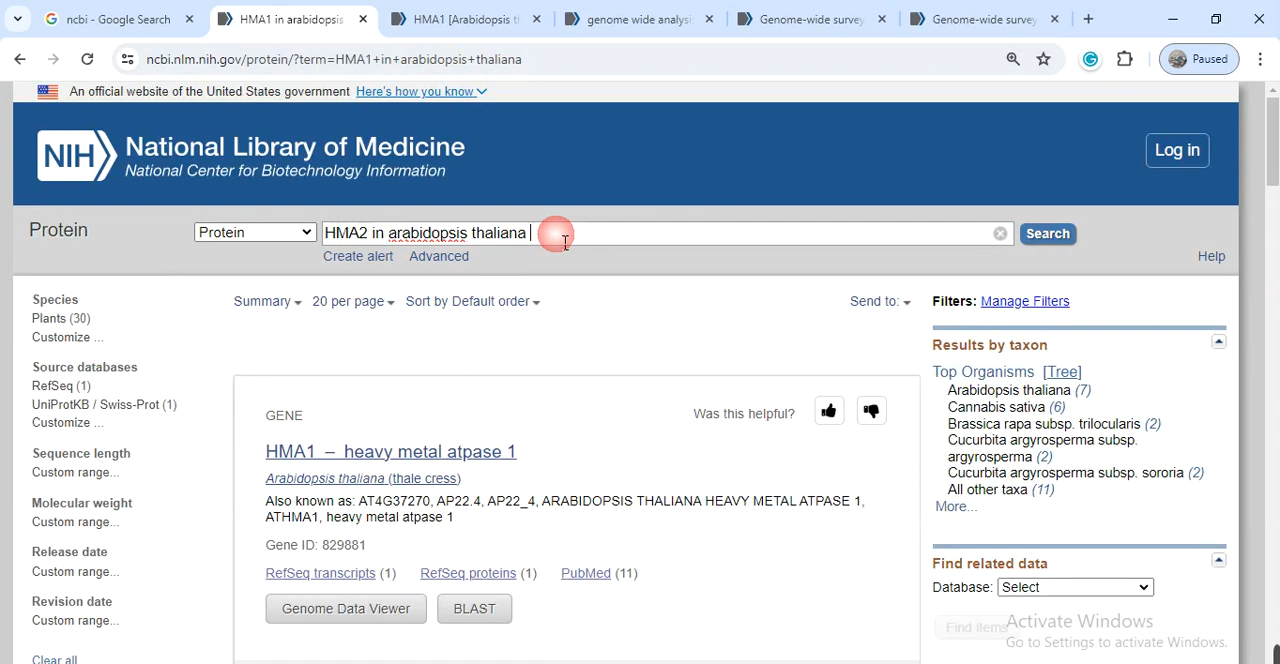 ncbi - Google Search
HMA1 in arabidopsis
HMA1 [Arabidopsis t
genome wide analysi
Genome-wide survey
Genome-wide survey
ncbi.nlm.nih.gov/protein/?term=HMA1+in+arabidopsis+thaliana
Paused
An official website of the United States government Here's how you know
NIH National Library of Medicine
National Center for Biotechnology Information
Log in
Protein
Protein
HMA2 in arabidopsis thaliana
Search
Create alert Advanced
Help
Species
Plants (30)
Customize ...
Source databases
RefSeq (1)
UniProtKB / Swiss-Prot (1)
Customize ...
Sequence length
Custom range...
Molecular weight
Custom range...
Release date
Custom range...
Revision date
Custom range...
Clear all
Summary 20 per page Sort by Default order
Send to:
GENE
Was this helpful?
HMA1 – heavy metal atpase 1
Arabidopsis thaliana (thale cress)
Also known as: AT4G37270, AP22.4, AP22_4, ARABIDOPSIS THALIANA HEAVY METAL ATPASE 1,
ATHMA1, heavy metal atpase 1
Gene ID: 829881
RefSeq transcripts (1) RefSeq proteins (1) PubMed (11)
Genome Data Viewer BLAST
Filters: Manage Filters
Results by taxon
Top Organisms [Tree]
Arabidopsis thaliana (7)
Cannabis sativa (6)
Brassica rapa subsp. trilocularis (2)
Cucurbita argyrosperma subsp.
argyrosperma (2)
Cucurbita argyrosperma subsp. sororia (2)
All other taxa (11)
More...
Find related data
Database: Select
Find items
Activate Windows
Go to Settings to activate Windows.